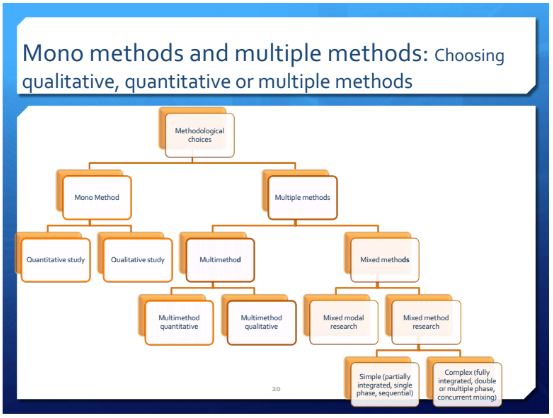 Mono methods and multiple methods: Choosing
qualitative, quantitative or multiple methods
Methodological
choices
Mono Method
Multiple methods
Quantitative study
Qualitative study
Multimethod
Mixed methods
Multimethod
quantitative
Multimethod
qualitative
Mixed modal
research
Mixed method
research
Simple (partially
integrated, single
phase, sequential)
Complex (fully
integrated, double
or multiple phase,
concurrent mixing)
20